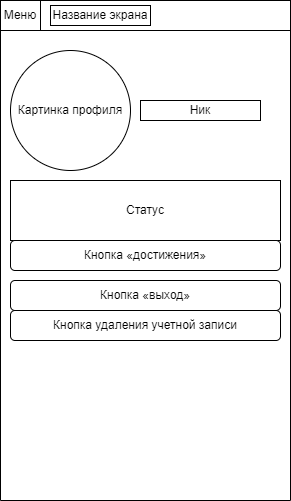 Меню
Название экрана
Картинка профиля
Ник
Статус
Кнопка «достижения»
Кнопка «выход»
Кнопка удаления учетной записи